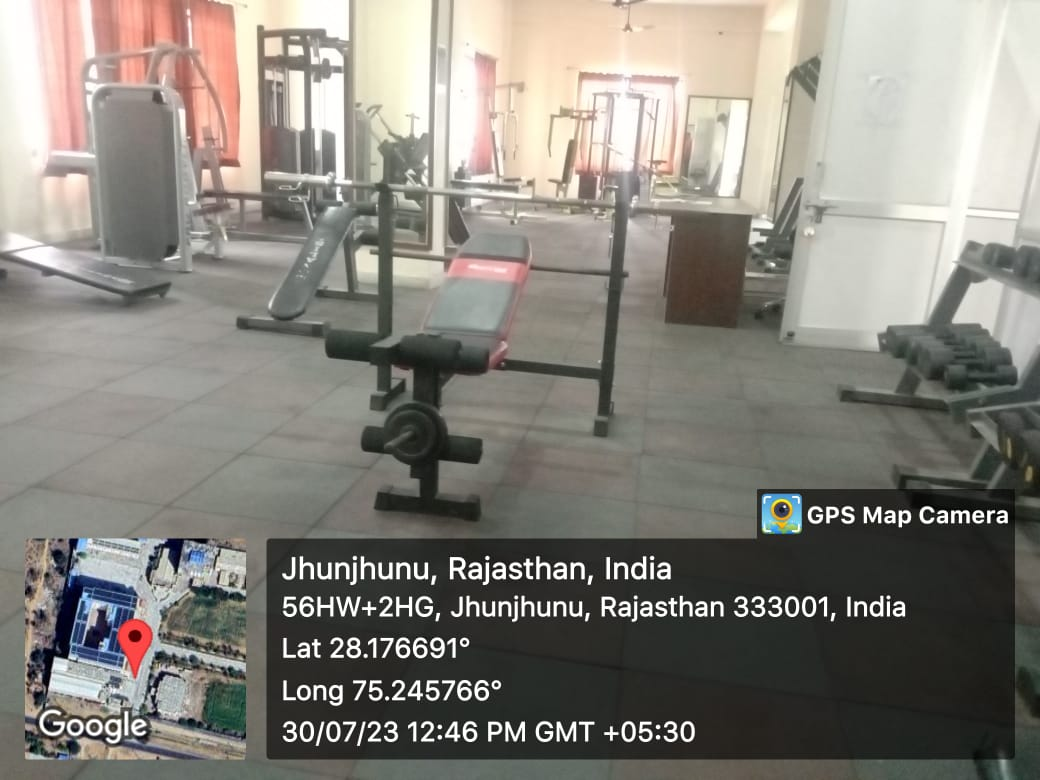 GPS Map Camera
Jhunjhunu, Rajasthan, India
56HW+2HG, Jhunjhunu, Rajasthan 333001, India
Lat 28.176691°
Long 75.245766°
30/07/23 12:46 PM GMT +05:30
Google